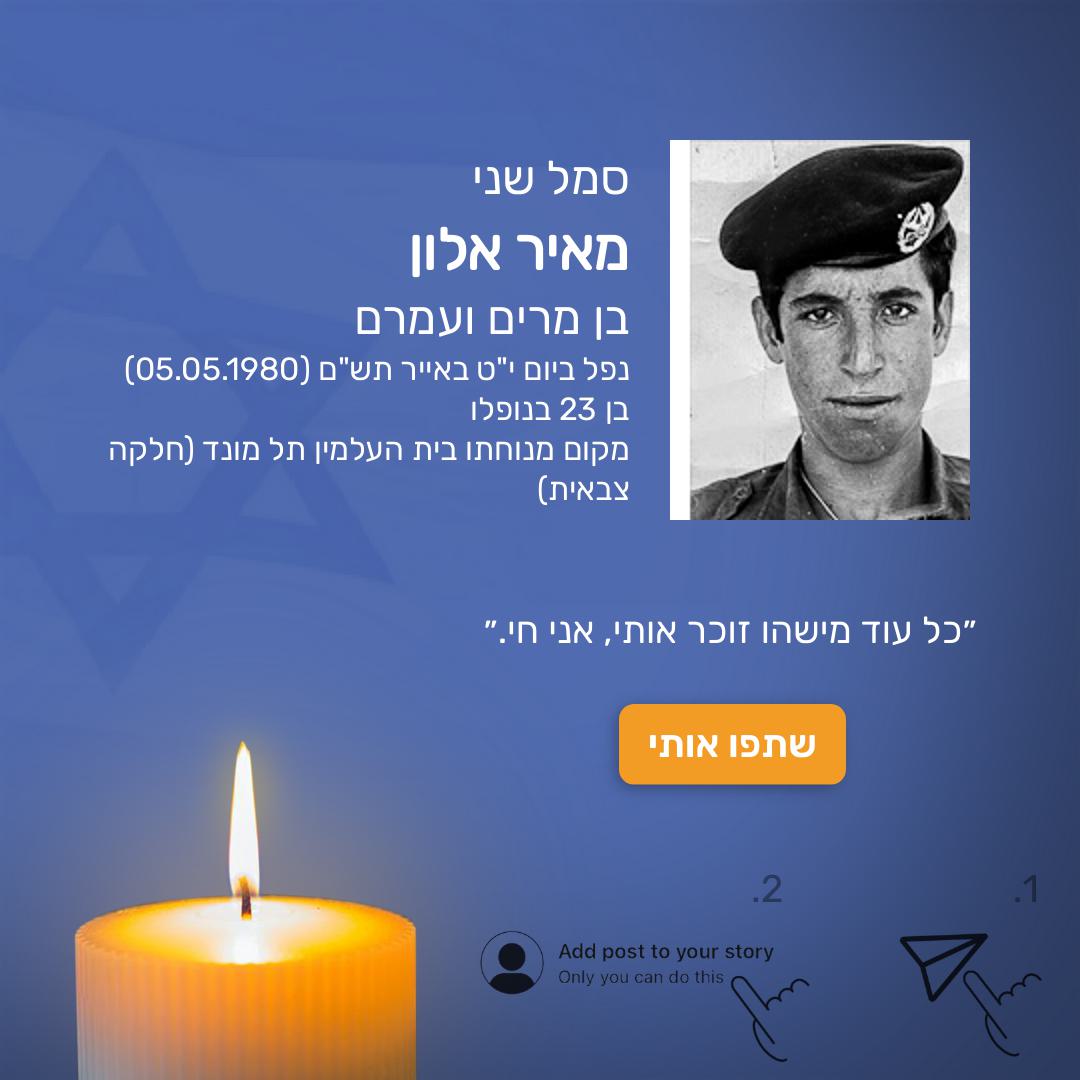 סמל שני
מאיר אלון
בן מרים ועמרם
נפל ביום י"ט באייר תש"ם (05.05.1980)
בן 23 בנופלו
מקום מנוחתו בית העלמין תל מונד (חלקה
צבאית)
״כל עוד מישהו זוכר אותי, אני חי.״
שתפו אותי
1.
2.
Add post to your story
Only you can do this